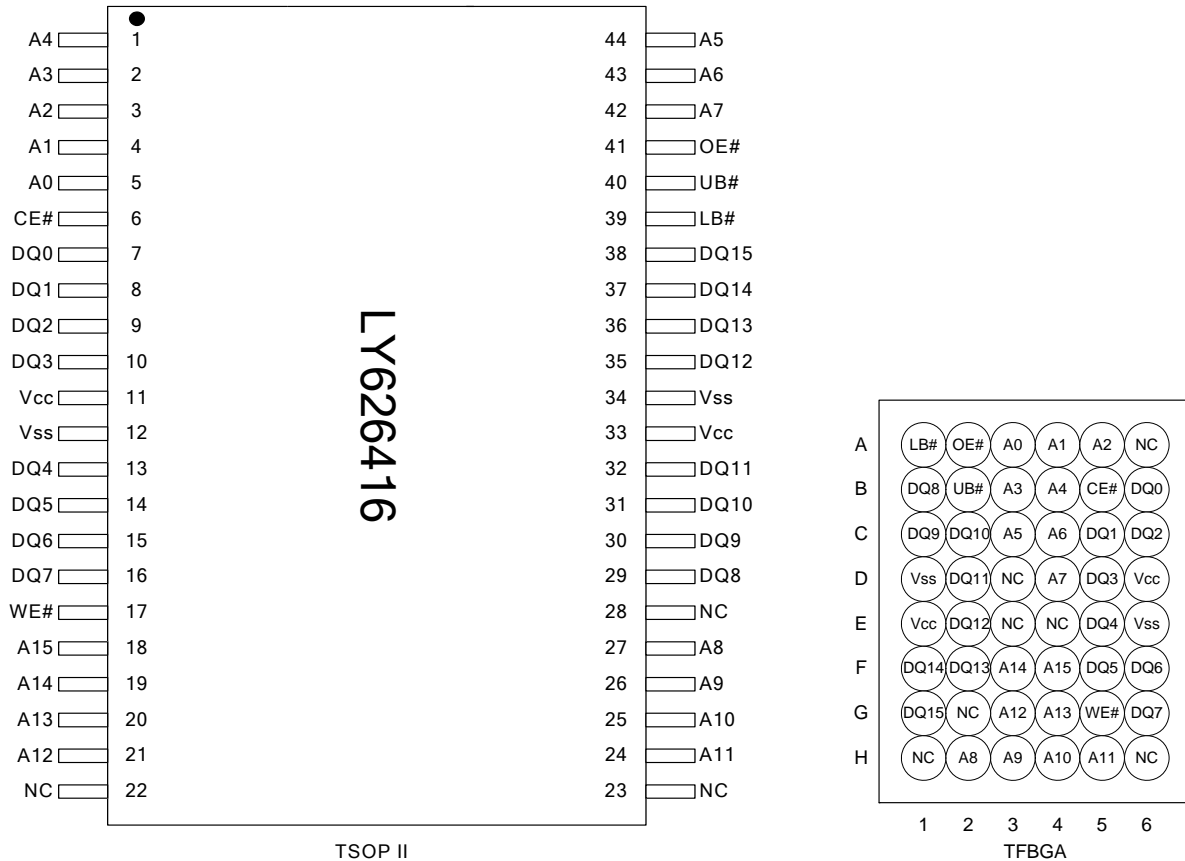 A4 1 44 A5
A3 2 43 A6
A2 3 42 A7
A1 4 41 OE#
A0 5 40 UB#
CE# 6 39 LB#
DQ0 7 38 DQ15
DQ1 8 37 DQ14
DQ2 9 36 DQ13
DQ3 10 35 DQ12
Vcc 11 34 Vss
Vss 12 33 Vcc
DQ4 13 32 DQ11
DQ5 14 31 DQ10
DQ6 15 30 DQ9
DQ7 16 29 DQ8
WE# 17 28 NC
A15 18 27 A8
A14 19 26 A9
A13 20 25 A10
A12 21 24 A11
NC 22 23 NC
LY626416
TSOP II
A LB# OE# A0 A1 A2 NC
B DQ8 UB# A3 A4 CE# DQ0
C DQ9 DQ10 A5 A6 DQ1 DQ2
D Vss DQ11 NC A7 DQ3 Vcc
E Vcc DQ12 NC NC DQ4 Vss
F DQ14 DQ13 A14 A15 DQ5 DQ6
G DQ15 NC A12 A13 WE# DQ7
H NC A8 A9 A10 A11 NC
1 2 3 4 5 6
TFBGA